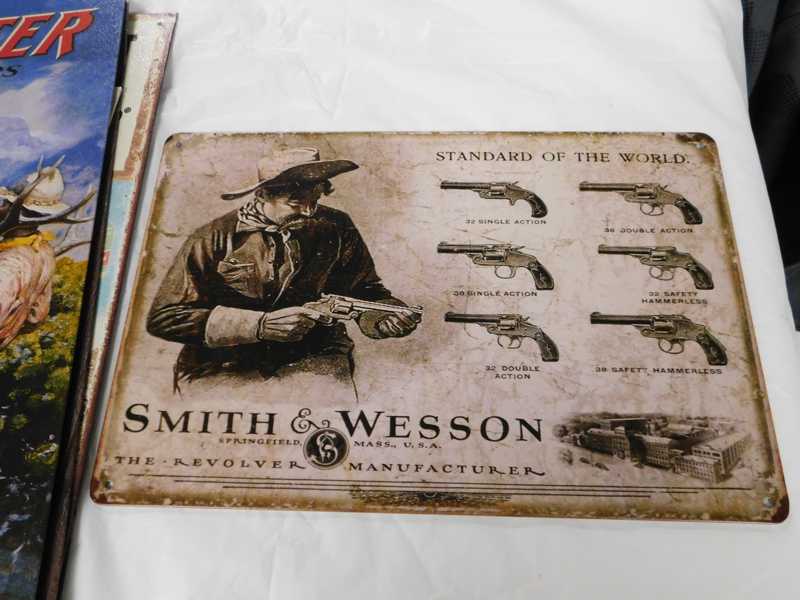 TER
STANDARD OF THE WORLD.
32 SINGLE ACTION
38 DOUBLE ACTION
38 SINGLE ACTION
32 SAFETY
HAMMERLESS
32 DOUBLE
ACTION
38 SAFETY HAMMERLESS
SMITH & WESSON
SPRINGFIELD, MASS., U.S.A.
THE · REVOLVER MANUFACTURER